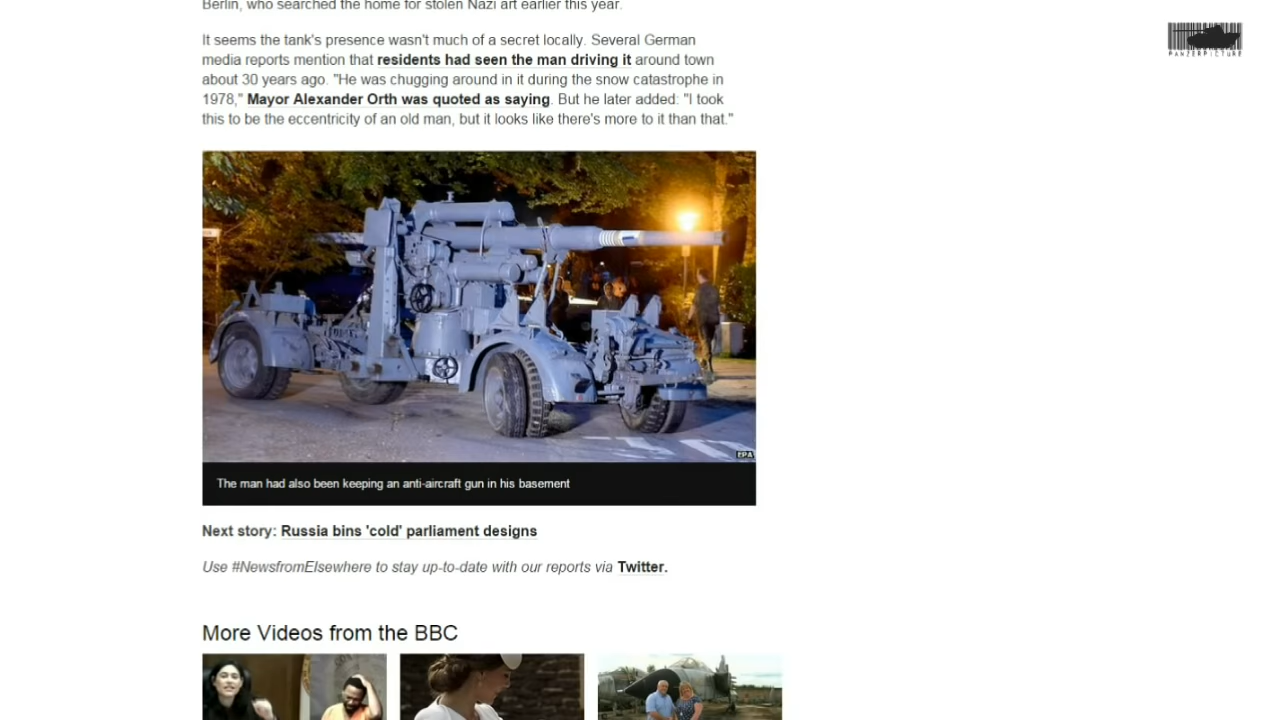 Berlin, who searched the home for stolen Nazi art earlier this year.
PANZERPICTURE
It seems the tank's presence wasn't much of a secret locally. Several German
media reports mention that residents had seen the man driving it around town
about 30 years ago. "He was chugging around in it during the snow catastrophe in
1978," Mayor Alexander Orth was quoted as saying. But he later added: "I took
this to be the eccentricity of an old man, but it looks like there's more to it than that."
EPA
The man had also been keeping an anti-aircraft gun in his basement
Next story: Russia bins 'cold' parliament designs
Use #NewsfromElsewhere to stay up-to-date with our reports via Twitter.
More Videos from the BBC